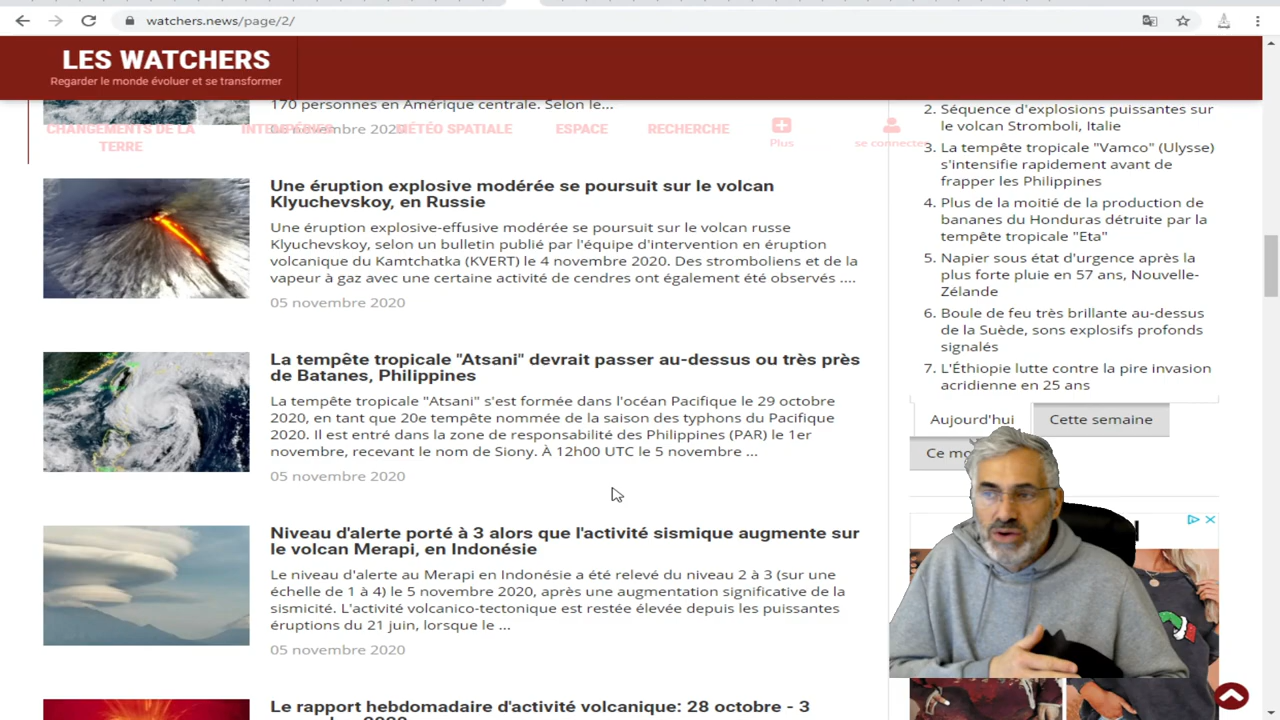 watchers.news/page/2/
LES WATCHERS
Regarder le monde évoluer et se transformer
170 personnes en Amérique centrale. Selon le...
CHANGEMENTS DE LA
TERRE
MÉTÉO SPATIALE
ESPACE
RECHERCHE
Plus
se connecter
novembre 2020
Une éruption explosive modérée se poursuit sur le volcan
Klyuchevskoy, en Russie
Une éruption explosive-effusive modérée se poursuit sur le volcan russe
Klyuchevskoy, selon un bulletin publié par l'équipe d'intervention en éruption
volcanique du Kamtchatka (KVERT) le 4 novembre 2020. Des stromboliens et de la
vapeur à gaz avec une certaine activité de cendres ont également été observés ....
05 novembre 2020
La tempête tropicale "Atsani" devrait passer au-dessus ou très près
de Batanes, Philippines
La tempête tropicale "Atsani" s'est formée dans l'océan Pacifique le 29 octobre
2020, en tant que 20e tempête nommée de la saison des typhons du Pacifique
2020. Il est entré dans la zone de responsabilité des Philippines (PAR) le 1er
novembre, recevant le nom de Siony. À 12h00 UTC le 5 novembre ...
05 novembre 2020
Niveau d'alerte porté à 3 alors que l'activité sismique augmente sur
le volcan Merapi, en Indonésie
Le niveau d'alerte au Merapi en Indonésie a été relevé du niveau 2 à 3 (sur une
échelle de 1 à 4) le 5 novembre 2020, après une augmentation significative de la
sismicité. L'activité volcanico-tectonique est restée élevée depuis les puissantes
éruptions du 21 juin, lorsque le ...
05 novembre 2020
Le rapport hebdomadaire d'activité volcanique: 28 octobre - 3
2. Séquence d'explosions puissantes sur
le volcan Stromboli, Italie
3. La tempête tropicale "Vamco" (Ulysse)
s'intensifie rapidement avant de
frapper les Philippines
4. Plus de la moitié de la production de
bananes du Honduras détruite par la
tempête tropicale "Eta"
5. Napier sous état d'urgence après la
plus forte pluie en 57 ans, Nouvelle-
Zélande
6. Boule de feu très brillante au-dessus
de la Suède, sons explosifs profonds
signalés
7. L'Éthiopie lutte contre la pire invasion
acridienne en 25 ans
Aujourd'hui
Cette semaine
Ce